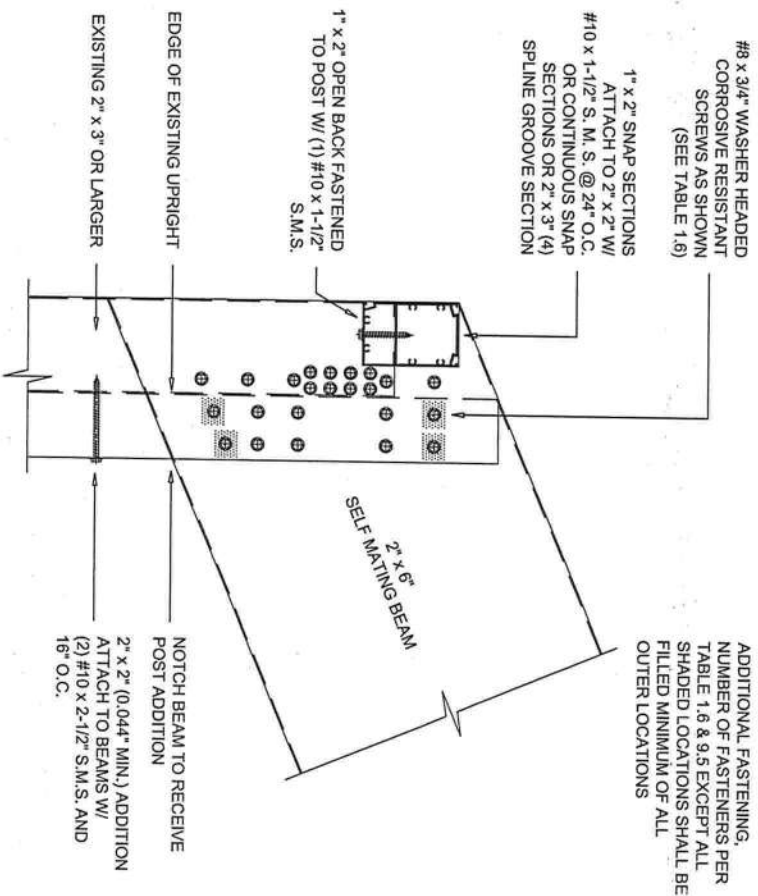 #8 x 3/4" WASHER HEADED
CORROSIVE RESISTANT
SCREWS AS SHOWN
(SEE TABLE 1.6)
1" x 2" SNAP SECTIONS
ATTACH TO 2" x 2" W/
#10 x 1-1/2" S. M. S. @ 24" O.C.
OR CONTINUOUS SNAP
SECTIONS OR 2" x 3" (4)
SPLINE GROOVE SECTION
1" x 2" OPEN BACK FASTENED
TO POST W/ (1) #10 x 1-1/2"
S.M.S.
EDGE OF EXISTING UPRIGHT
EXISTING 2" x 3" OR LARGER
2" x 6"
SELF MATING BEAM
ADDITIONAL FASTENING,
NUMBER OF FASTENERS PER
TABLE 1.6 & 9.5 EXCEPT ALL
SHADED LOCATIONS SHALL BE
FILLED MINIMUM OF ALL
OUTER LOCATIONS
NOTCH BEAM TO RECEIVE
POST ADDITION
2" x 2" (0.044" MIN.) ADDITION
ATTACH TO BEAMS W/
(2) #10 x 2-1/2" S.M.S. AND
16" O.C.